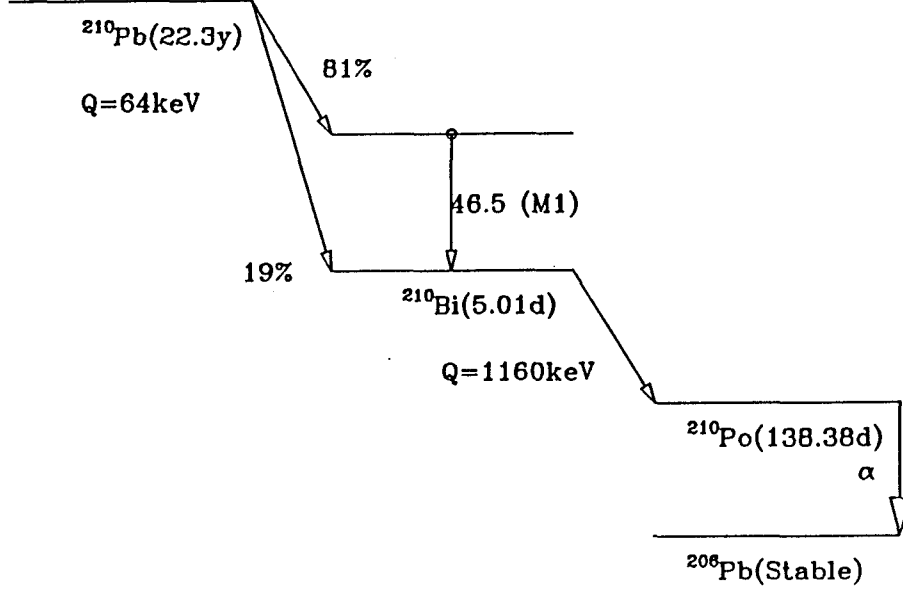 ²¹⁰Pb(22.3y)
81%
Q=64keV
46.5 (M1)
19%
²¹⁰Bi(5.01d)
Q=1160keV
²¹⁰Po(138.38d)
α
²⁰⁶Pb(Stable)